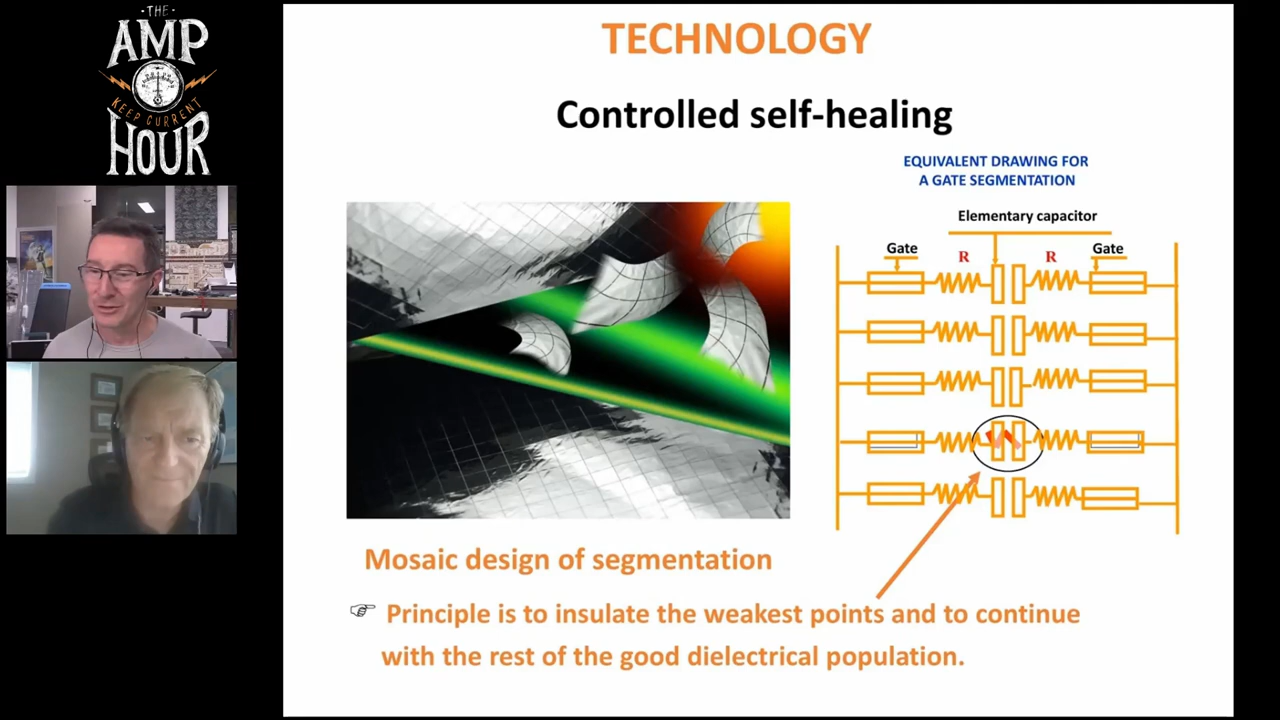 ·THE·
AMP
KEEP CURRENT
HOUR
TECHNOLOGY
Controlled self-healing
EQUIVALENT DRAWING FOR
A GATE SEGMENTATION
Elementary capacitor
Gate
R
R
Gate
Mosaic design of segmentation
☞ Principle is to insulate the weakest points and to continue
with the rest of the good dielectrical population.